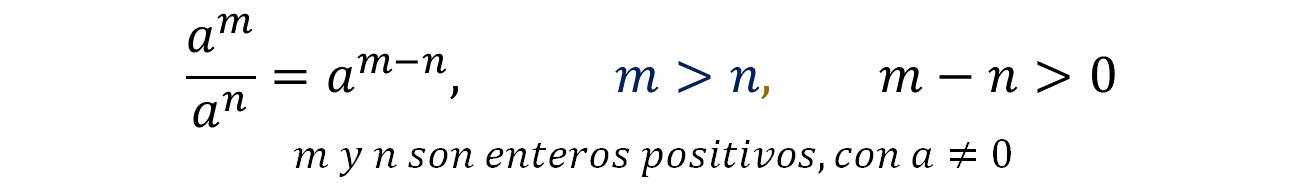 a^m / a^n = a^{m−n}, m > n, m − n > 0
m y n son enteros positivos, con a ≠ 0